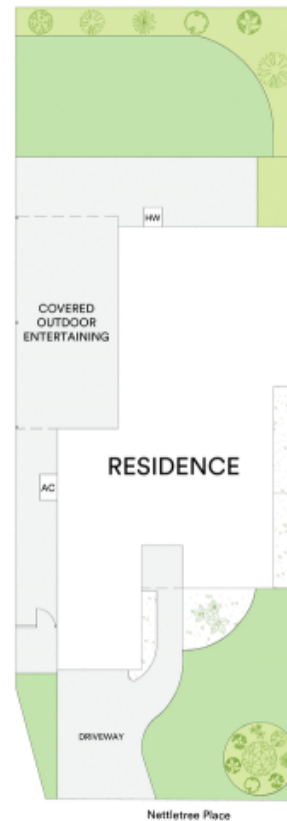 HW
COVERED
OUTDOOR
ENTERTAINING
RESIDENCE
AC
DRIVEWAY
Nettletree Place